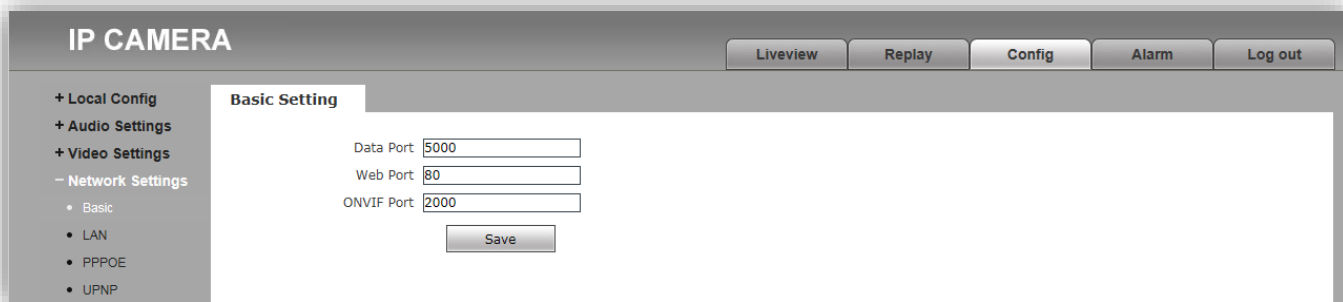 IP CAMERA
Liveview Replay Config Alarm Log out
+ Local Config
+ Audio Settings
+ Video Settings
− Network Settings
• Basic
• LAN
• PPPOE
• UPNP
Basic Setting
Data Port 5000
Web Port 80
ONVIF Port 2000
Save